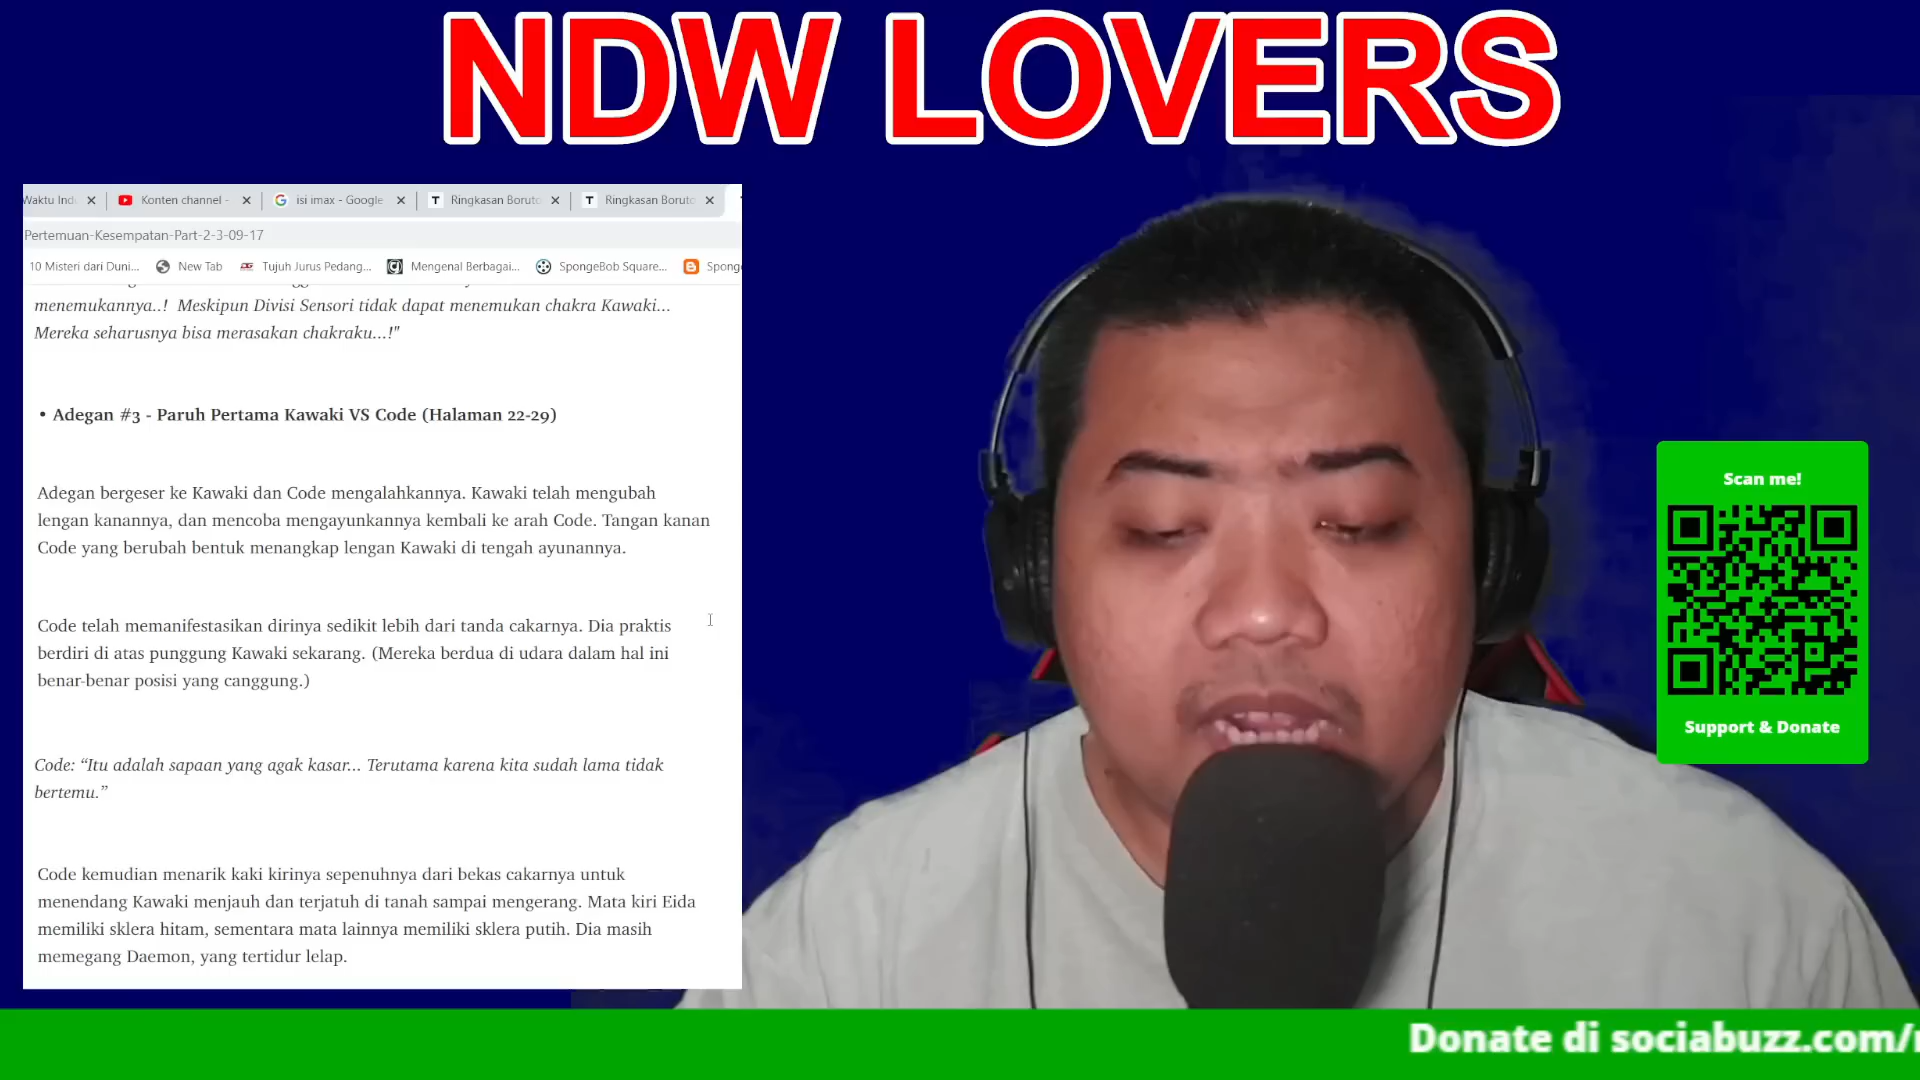 NDW LOVERS
Waktu Ind
Konten channel -
isi imax - Google
Ringkasan Boruto
Ringkasan Boruto
Pertemuan-Kesempatan-Part-2-3-09-17
10 Misteri dari Duni...
New Tab
Tujuh Jurus Pedang...
Mengenal Berbagai...
SpongeBob Square...
Spong
menemukannya..! Meskipun Divisi Sensori tidak dapat menemukan chakra Kawaki...
Mereka seharusnya bisa merasakan chakraku...!"
• Adegan #3 - Paruh Pertama Kawaki VS Code (Halaman 22-29)
Adegan bergeser ke Kawaki dan Code mengalahkannya. Kawaki telah mengubah
lengan kanannya, dan mencoba mengayunkannya kembali ke arah Code. Tangan kanan
Code yang berubah bentuk menangkap lengan Kawaki di tengah ayunannya.
Code telah memanifestasikan dirinya sedikit lebih dari tanda cakarnya. Dia praktis
berdiri di atas punggung Kawaki sekarang. (Mereka berdua di udara dalam hal ini
benar-benar posisi yang canggung.)
Code: “Itu adalah sapaan yang agak kasar... Terutama karena kita sudah lama tidak
bertemu.”
Code kemudian menarik kaki kirinya sepenuhnya dari bekas cakarnya untuk
menendang Kawaki menjauh dan terjatuh di tanah sampai mengerang. Mata kiri Eida
memiliki sklera hitam, sementara mata lainnya memiliki sklera putih. Dia masih
memegang Daemon, yang tertidur lelap.
Scan me!
Support & Donate
Donate di sociabuzz.com/